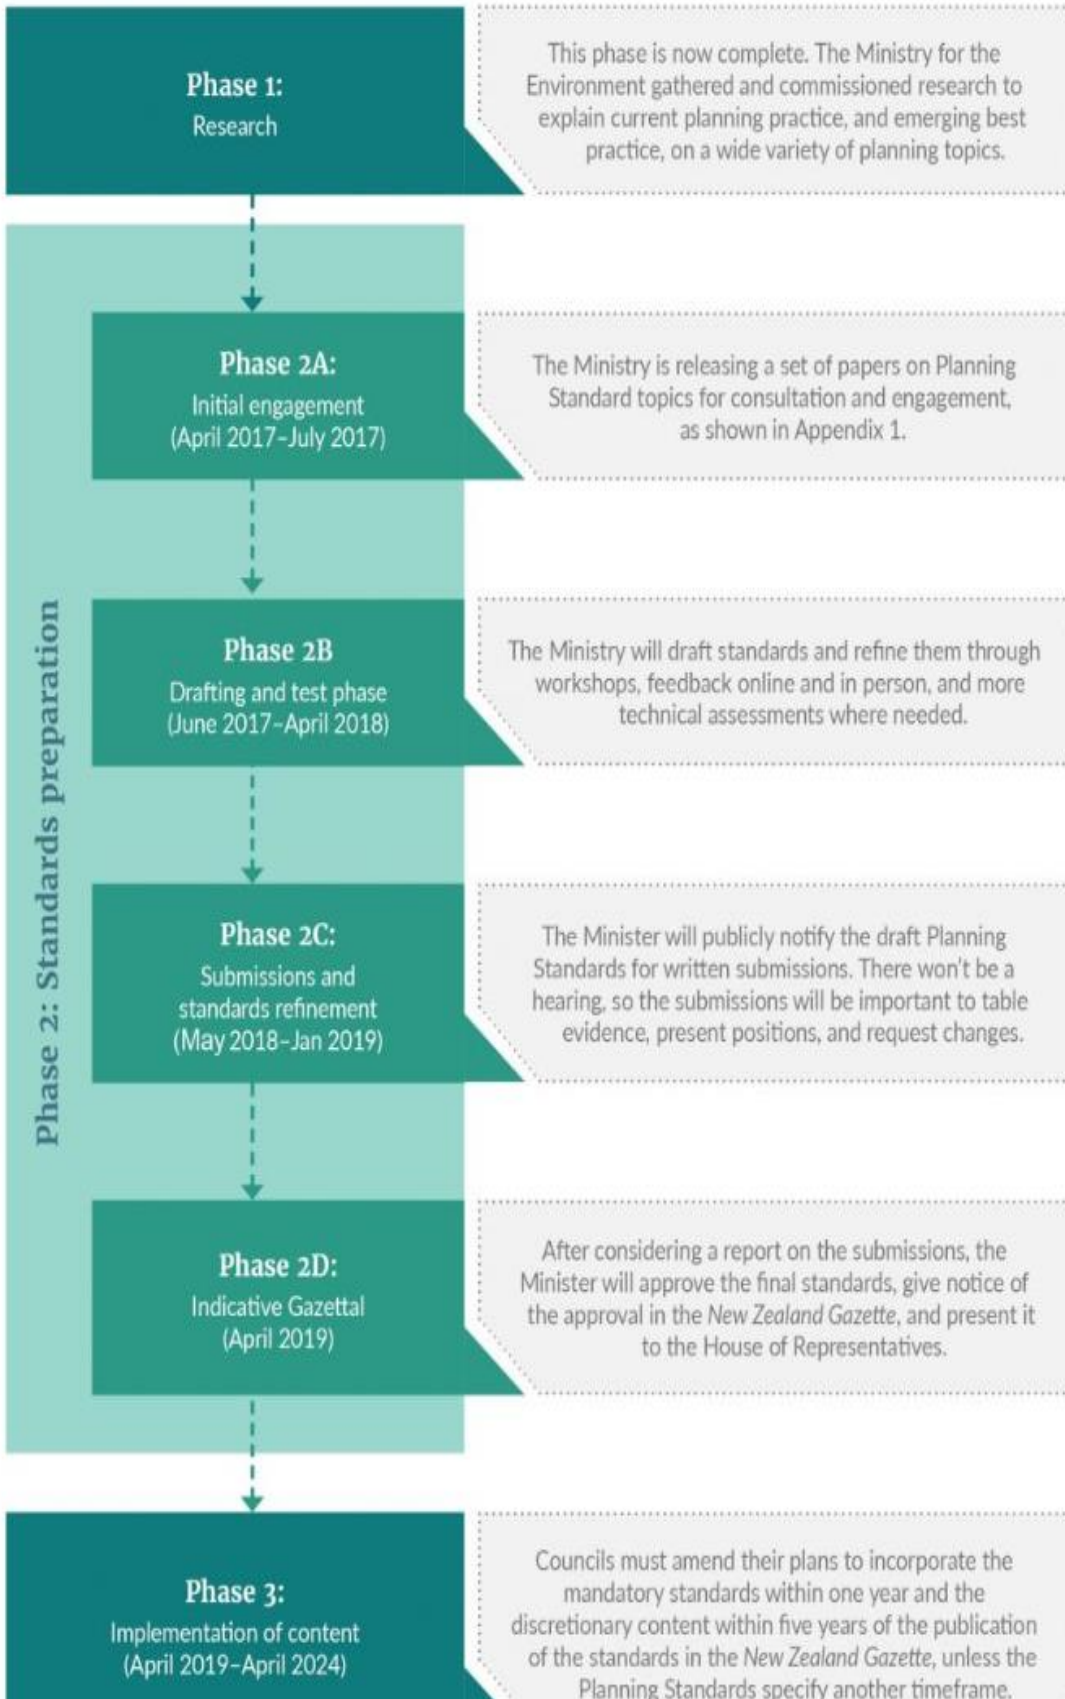 Phase 1:
Research
This phase is now complete. The Ministry for the
Environment gathered and commissioned research to
explain current planning practice, and emerging best
practice, on a wide variety of planning topics.
Phase 2: Standards preparation
Phase 2A:
Initial engagement
(April 2017–July 2017)
The Ministry is releasing a set of papers on Planning
Standard topics for consultation and engagement,
as shown in Appendix 1.
Phase 2B
Drafting and test phase
(June 2017–April 2018)
The Ministry will draft standards and refine them through
workshops, feedback online and in person, and more
technical assessments where needed.
Phase 2C:
Submissions and
standards refinement
(May 2018–Jan 2019)
The Minister will publicly notify the draft Planning
Standards for written submissions. There won't be a
hearing, so the submissions will be important to table
evidence, present positions, and request changes.
Phase 2D:
Indicative Gazettal
(April 2019)
After considering a report on the submissions, the
Minister will approve the final standards, give notice of
the approval in the New Zealand Gazette, and present it
to the House of Representatives.
Phase 3:
Implementation of content
(April 2019–April 2024)
Councils must amend their plans to incorporate the
mandatory standards within one year and the
discretionary content within five years of the publication
of the standards in the New Zealand Gazette, unless the
Planning Standards specify another timeframe.